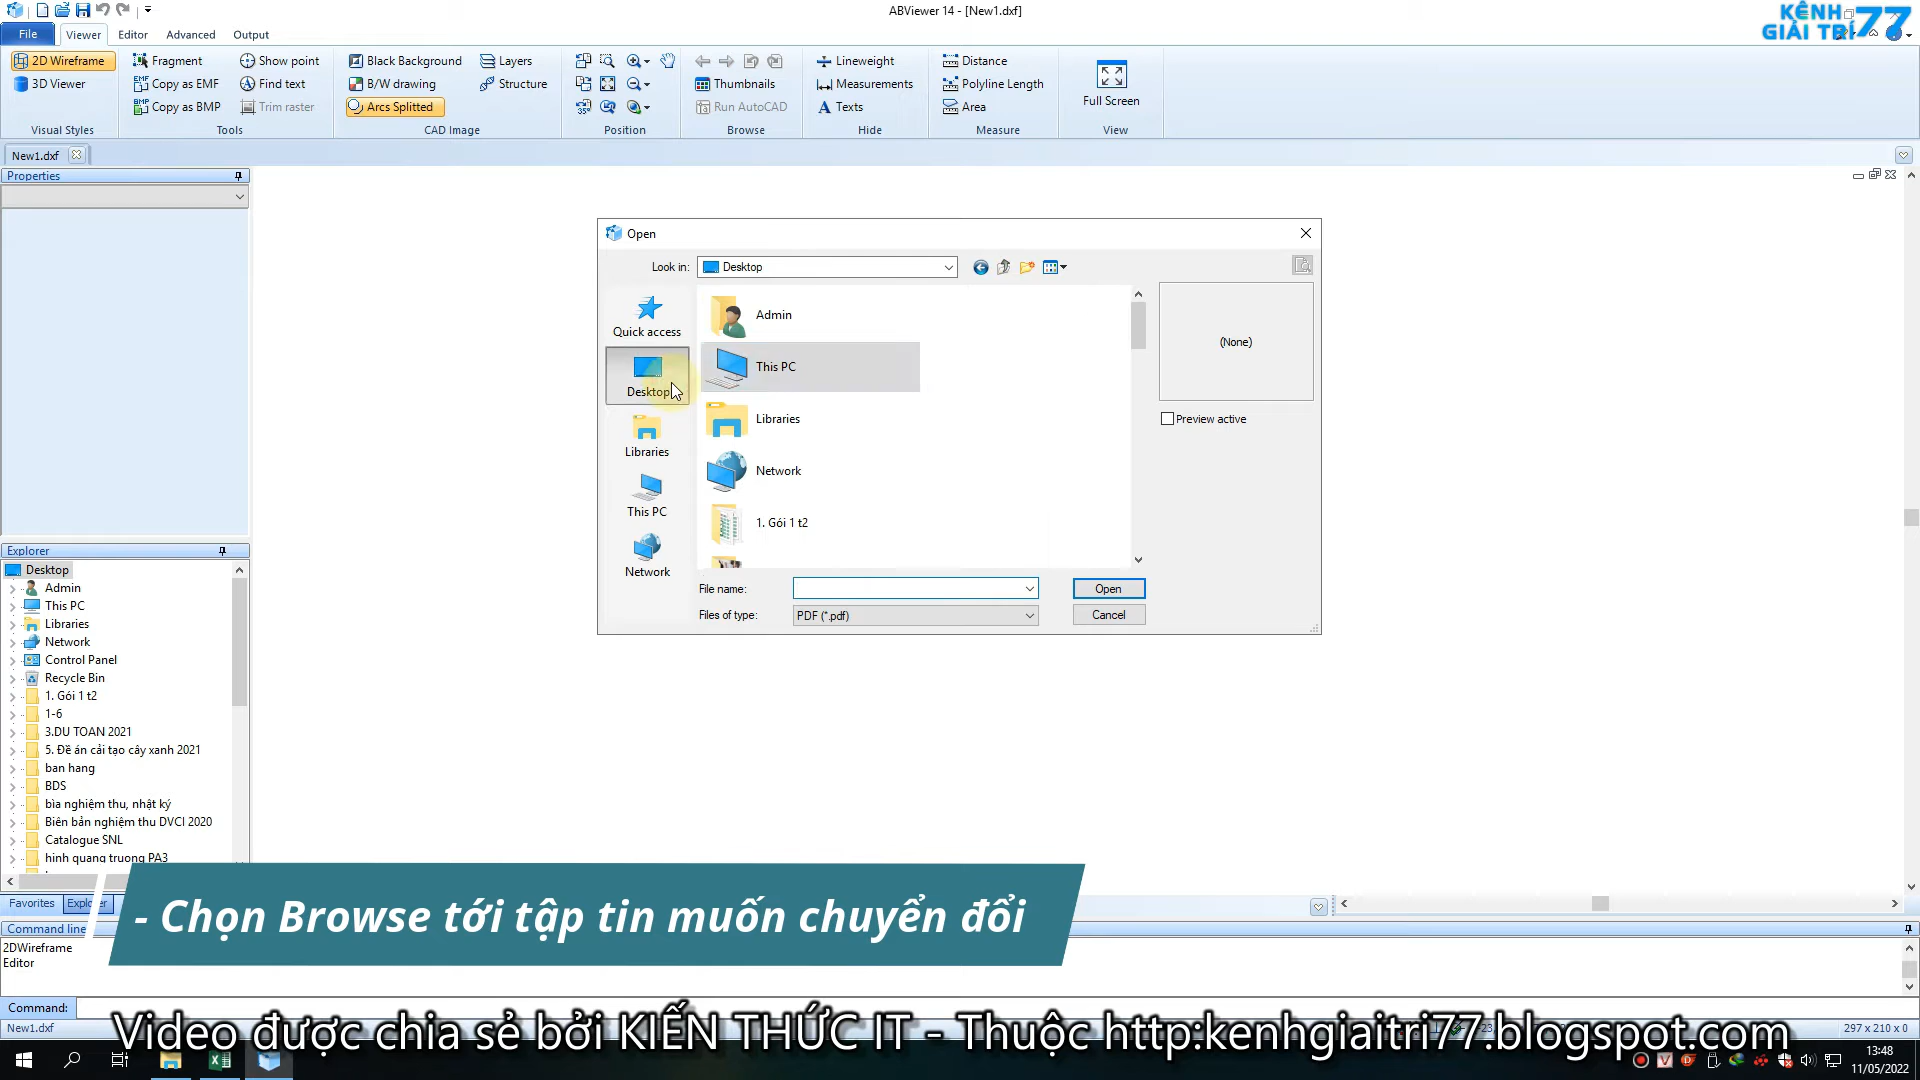 ABViewer 14 - [New1.dxf]
KÊNH
GIẢI TRÍ 77
File Viewer Editor Advanced Output
2D Wireframe
3D Viewer
Visual Styles
Fragment Show point
Copy as EMF Find text
Copy as BMP Trim raster
Tools
Black Background Layers
B/W drawing Structure
Arcs Splitted
CAD Image
Position
Thumbnails
Run AutoCAD
Browse
Lineweight
Measurements
Texts
Hide
Distance
Polyline Length
Area
Measure
Full Screen
View
New1.dxf
Properties
Open
Look in: Desktop
Quick access
Desktop
Libraries
This PC
Network
Admin
This PC
Libraries
Network
1. Gói 1 t2
(None)
Preview active
File name: Open
Files of type: PDF (*.pdf) Cancel
Explorer
Desktop
Admin
This PC
Libraries
Network
Control Panel
Recycle Bin
1. Gói 1 t2
1-6
3.DU TOAN 2021
5. Đề án cải tạo cây xanh 2021
ban hang
BDS
bìa nghiệm thu, nhật ký
Biên bản nghiệm thu DVCI 2020
Catalogue SNL
hinh quang truong PA3
Favorites Explorer
- Chọn Browse tới tập tin muốn chuyển đổi
Command line
2DWireframe
Editor
Command:
New1.dxf
297 x 210 x 0
Video được chia sẻ bởi KIẾN THỨC IT - Thuộc http:kenhgiaitri77.blogspot.com
13:48
11/05/2022